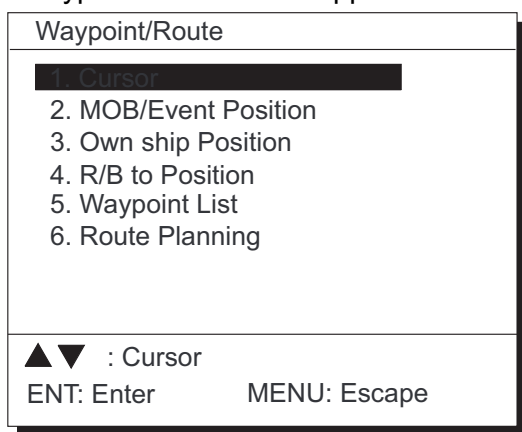 Waypoint/Route
1. Cursor
2. MOB/Event Position
3. Own ship Position
4. R/B to Position
5. Waypoint List
6. Route Planning
▲▼ : Cursor
ENT: Enter MENU: Escape